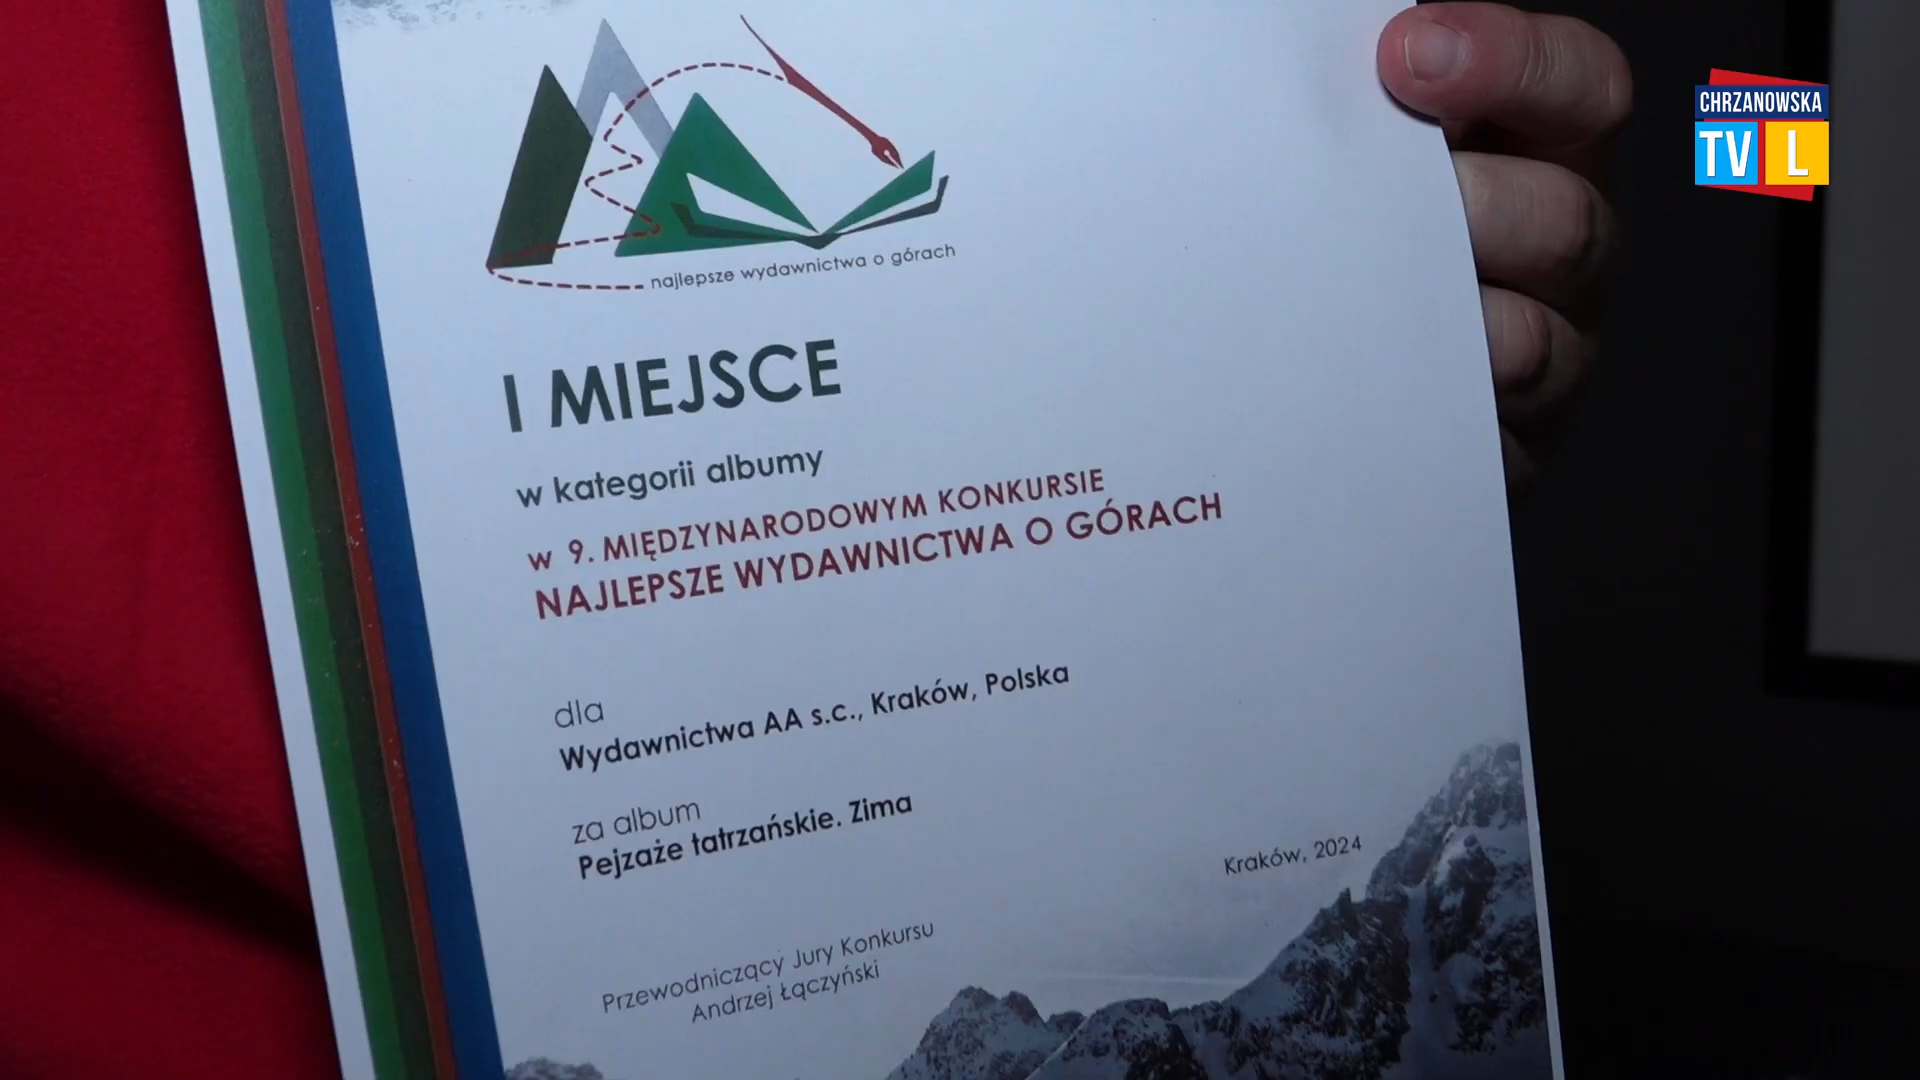 CHRZANOWSKA
TV L
najlepsze wydawnictwa o górach
I MIEJSCE
w kategorii albumy
w 9. MIĘDZYNARODOWYM KONKURSIE
NAJLEPSZE WYDAWNICTWA O GÓRACH
dla
Wydawnictwa AA s.c., Kraków, Polska
za album
Pejzaże tatrzańskie. Zima
Kraków, 2024
Przewodniczący Jury Konkursu
Andrzej Łączyński